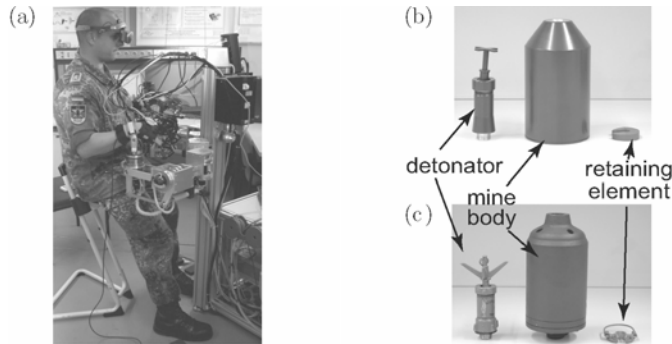 (a)
(b)
detonator
mine
body
retaining
element
(c)